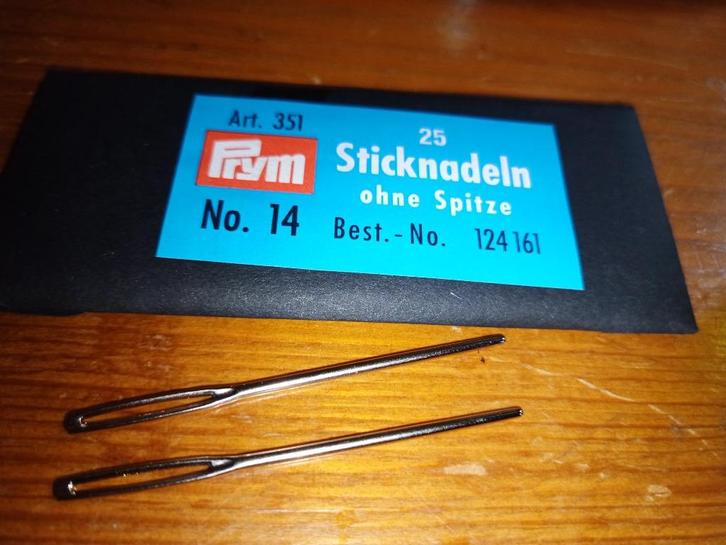 Art. 351
25
Prym
Sticknadeln
ohne Spitze
No. 14
Best.-No. 124 161